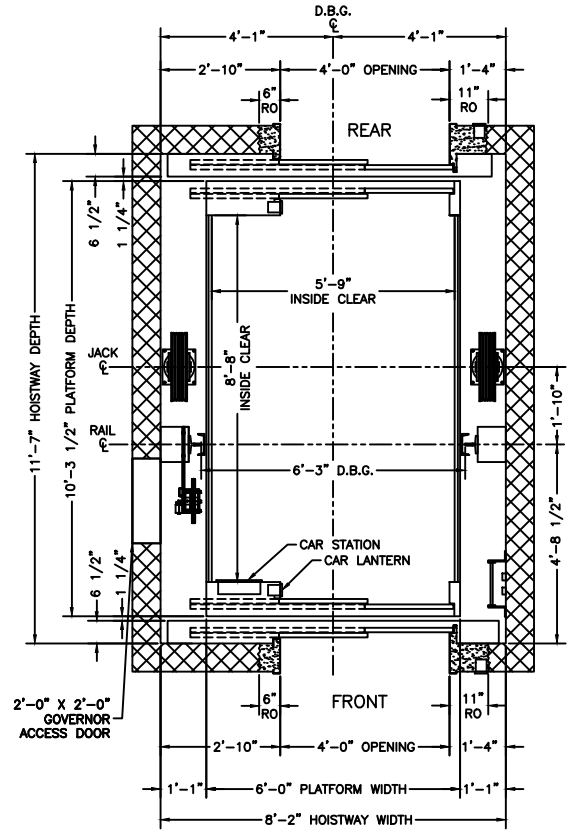 D.B.G.
C̲L
4'-1" 4'-1"
2'-10" 4'-0" OPENING 1'-4"
6" RO
11" RO
REAR
6 1/2"
1 1/4"
11'-7" HOISTWAY DEPTH
10'-3 1/2" PLATFORM DEPTH
5'-9"
INSIDE CLEAR
8'-8"
INSIDE CLEAR
JACK
CL
1'-10"
RAIL
CL
6'-3" D.B.G.
4'-8 1/2"
CAR STATION
CAR LANTERN
6 1/2"
1 1/4"
2'-0" X 2'-0"
GOVERNOR
ACCESS DOOR
6"
RO
FRONT
11"
RO
2'-10" 4'-0" OPENING 1'-4"
1'-1" 6'-0" PLATFORM WIDTH 1'-1"
8'-2" HOISTWAY WIDTH